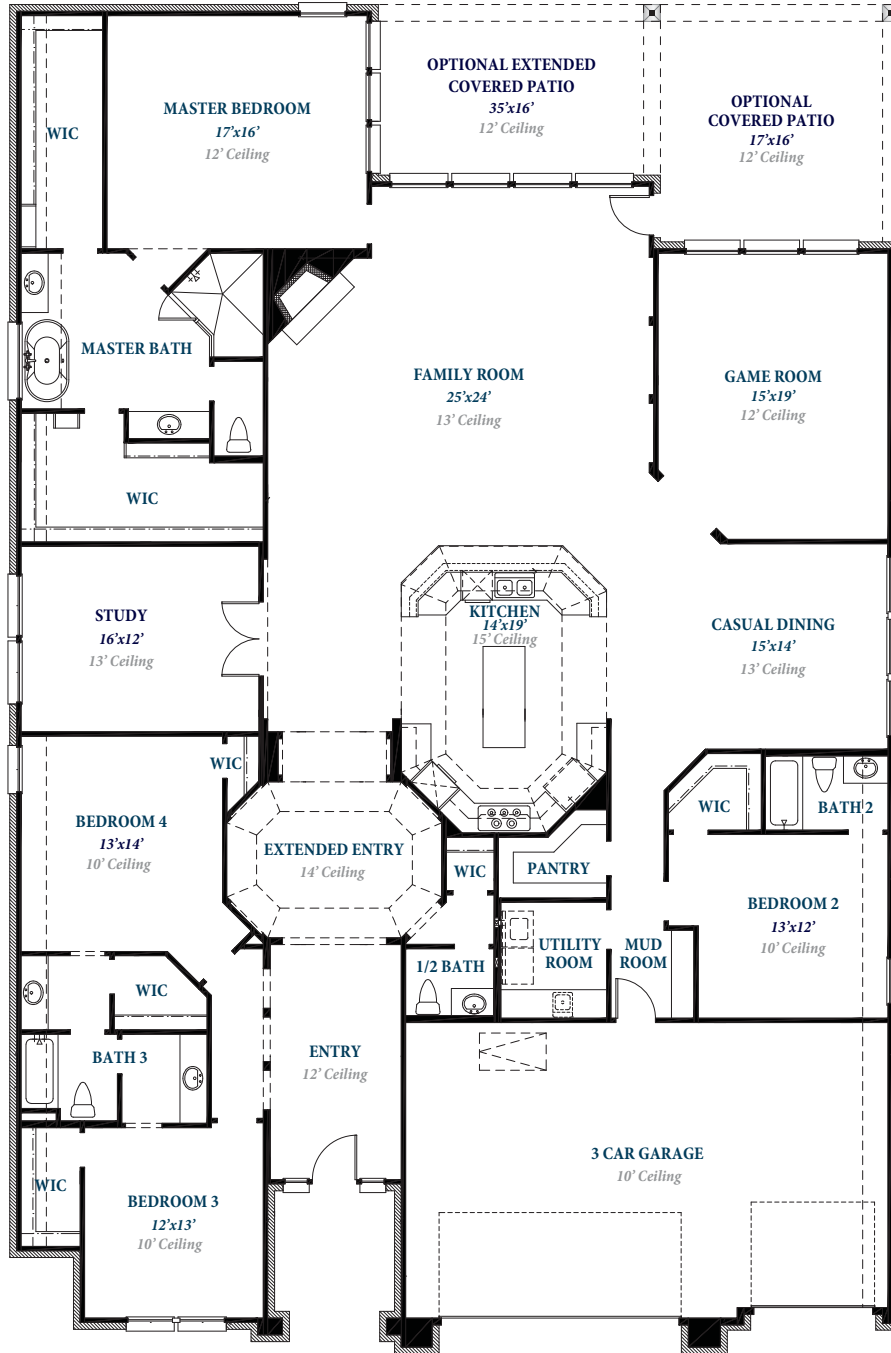 OPTIONAL EXTENDED
COVERED PATIO
35'x16'
12' Ceiling
OPTIONAL
COVERED PATIO
17'x16'
12' Ceiling
MASTER BEDROOM
17'x16'
12' Ceiling
WIC
MASTER BATH
FAMILY ROOM
25'x24'
13' Ceiling
GAME ROOM
15'x19'
12' Ceiling
WIC
STUDY
16'x12'
13' Ceiling
KITCHEN
14'x19'
15' Ceiling
CASUAL DINING
15'x14'
13' Ceiling
WIC
BEDROOM 4
13'x14'
10' Ceiling
EXTENDED ENTRY
14' Ceiling
WIC
PANTRY
WIC
BATH 2
BEDROOM 2
13'x12'
10' Ceiling
UTILITY
ROOM
MUD
ROOM
1/2 BATH
WIC
BATH 3
ENTRY
12' Ceiling
WIC
BEDROOM 3
12'x13'
10' Ceiling
3 CAR GARAGE
10' Ceiling